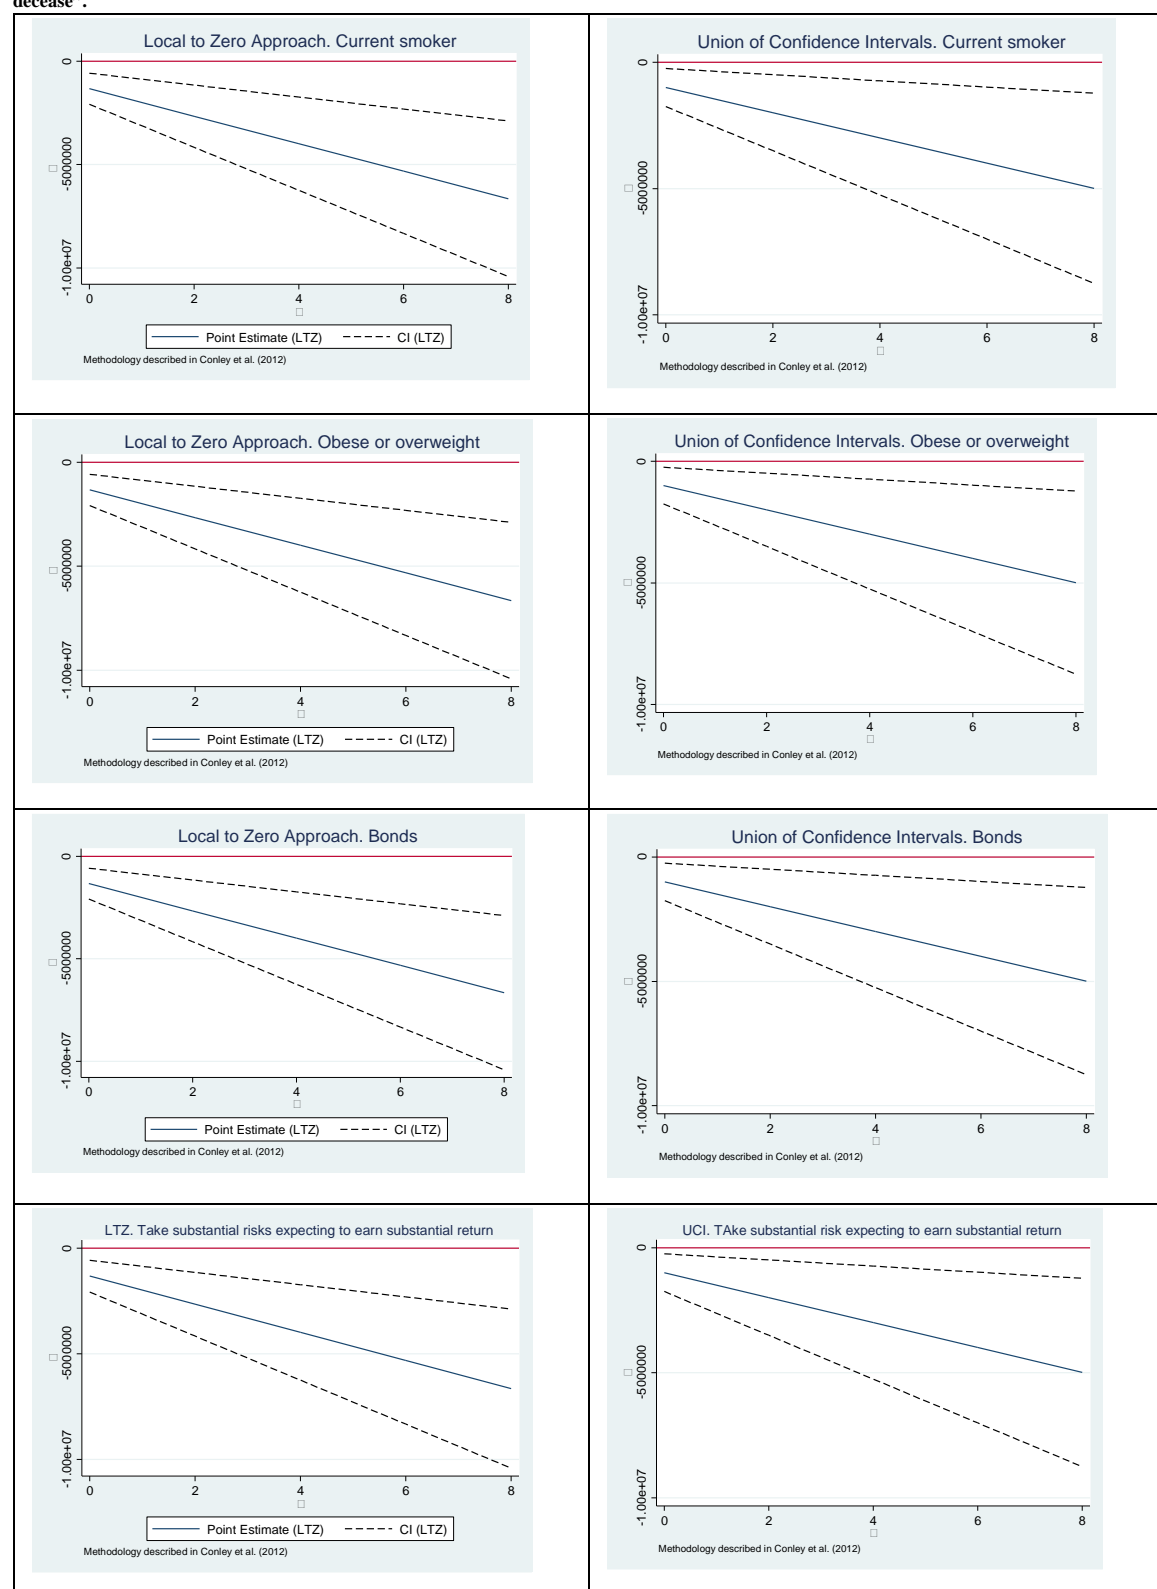 decease".
Local to Zero Approach. Current smoker
0
-5000000
-1.00e+07
0 2 4 6 8
Point Estimate (LTZ) CI (LTZ)
Methodology described in Conley et al. (2012)
Union of Confidence Intervals. Current smoker
0
-5000000
-1.00e+07
0 2 4 6 8
Methodology described in Conley et al. (2012)
Local to Zero Approach. Obese or overweight
0
-5000000
-1.00e+07
0 2 4 6 8
Point Estimate (LTZ) CI (LTZ)
Methodology described in Conley et al. (2012)
Union of Confidence Intervals. Obese or overweight
0
-5000000
-1.00e+07
0 2 4 6 8
Methodology described in Conley et al. (2012)
Local to Zero Approach. Bonds
0
-5000000
-1.00e+07
0 2 4 6 8
Point Estimate (LTZ) CI (LTZ)
Methodology described in Conley et al. (2012)
Union of Confidence Intervals. Bonds
0
-5000000
-1.00e+07
0 2 4 6 8
Methodology described in Conley et al. (2012)
LTZ. Take substantial risks expecting to earn substantial return
0
-5000000
-1.00e+07
0 2 4 6 8
Point Estimate (LTZ) CI (LTZ)
Methodology described in Conley et al. (2012)
UCI. TAke substantial risk expecting to earn substantial return
0
-5000000
-1.00e+07
0 2 4 6 8
Methodology described in Conley et al. (2012)